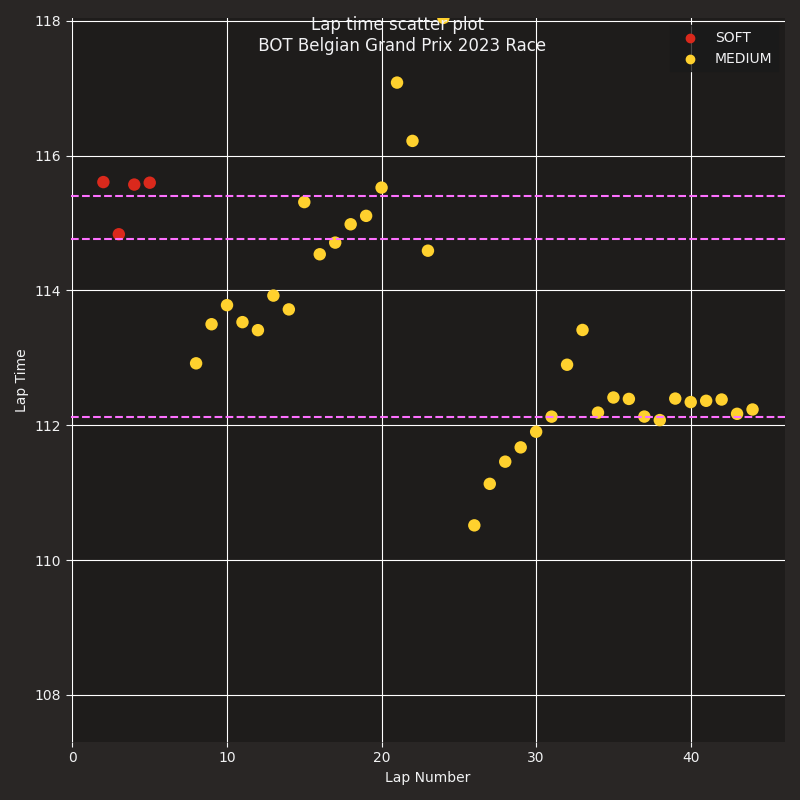 Lap time scatter plot
BOT Belgian Grand Prix 2023 Race
SOFT
MEDIUM
118
116
114
112
110
108
Lap Time
0 10 20 30 40
Lap Number